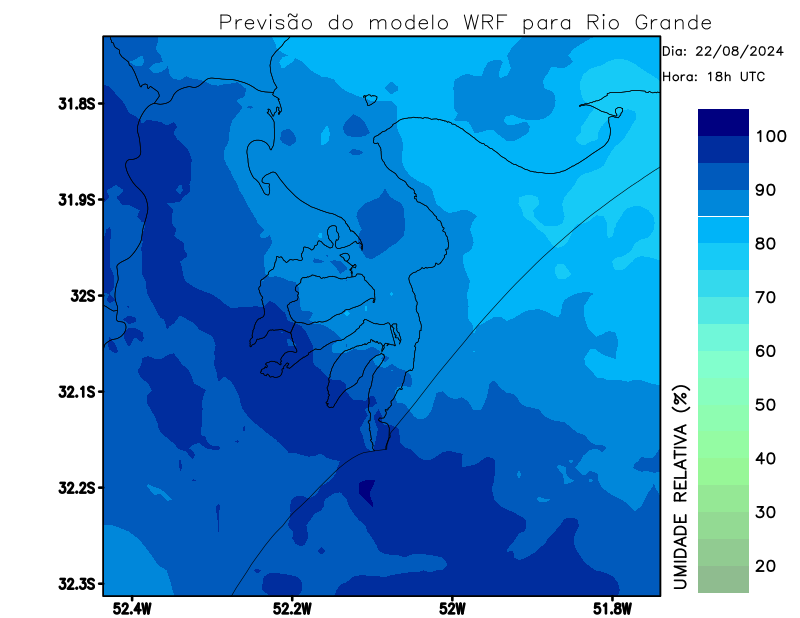 Previsão do modelo WRF para Rio Grande
Dia: 22/08/2024
Hora: 18h UTC
31.8S
31.9S
32S
32.1S
32.2S
32.3S
52.4W
52.2W
52W
51.8W
100
90
80
70
60
50
40
30
20
UMIDADE RELATIVA (%)